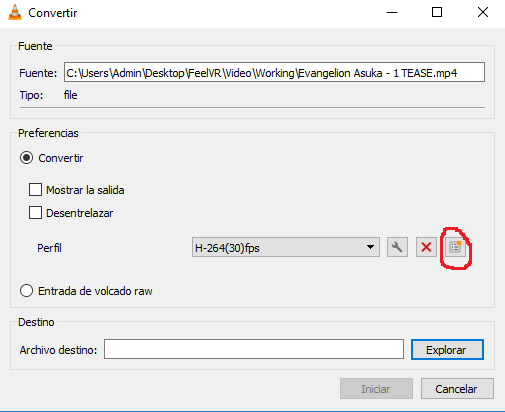 Convertir
Fuente
Fuente: C:\Users\Admin\Desktop\FeelVR\Video\Working\Evangelion Asuka - 1 TEASE.mp4
Tipo: file
Preferencias
Convertir
Mostrar la salida
Desentrelazar
Perfil H-264(30)fps
Entrada de volcado raw
Destino
Archivo destino: Explorar
Iniciar Cancelar